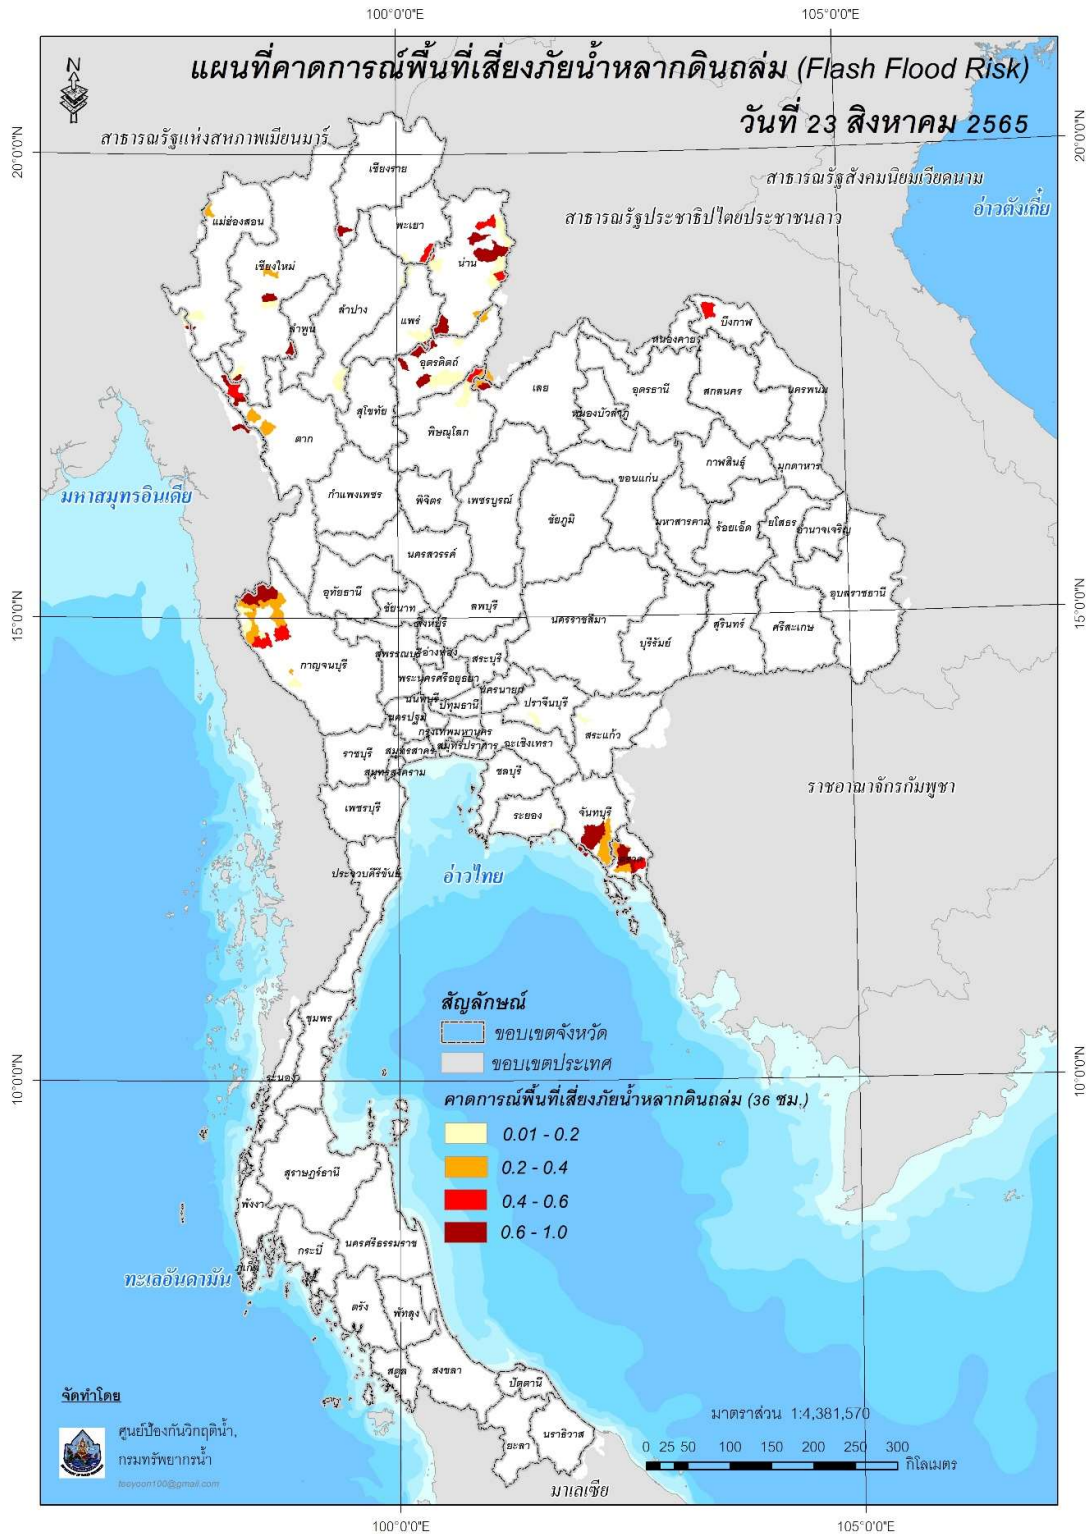 100°0'0"E
105°0'0"E
แผนที่คาดการณ์พื้นที่เสี่ยงภัยน้ำหลากดินถล่ม (Flash Flood Risk)
วันที่ 23 สิงหาคม 2565
N
20°0'0"N
20°0'0"N
สาธารณรัฐแห่งสหภาพเมียนมาร์
สาธารณรัฐสังคมนิยมเวียดนาม
สาธารณรัฐประชาธิปไตยประชาชนลาว
อ่าวตังเกี๋ย
เชียงราย
แม่ฮ่องสอน
พะเยา
น่าน
เชียงใหม่
ลำปาง
ลำพูน
แพร่
อุตรดิตถ์
บึงกาฬ
หนองคาย
เลย
อุดรธานี
สกลนคร
นครพนม
หนองบัวลำภู
สุโขทัย
ตาก
พิษณุโลก
กาฬสินธุ์
มุกดาหาร
ขอนแก่น
มหาสมุทรอินเดีย
กำแพงเพชร
พิจิตร
เพชรบูรณ์
ชัยภูมิ
มหาสารคาม
ร้อยเอ็ด
ยโสธร
อำนาจเจริญ
นครสวรรค์
อุทัยธานี
ชัยนาท
ลพบุรี
นครราชสีมา
อุบลราชธานี
15°0'0"N
15°0'0"N
สิงห์บุรี
บุรีรัมย์
สุรินทร์
ศรีสะเกษ
กาญจนบุรี
สุพรรณบุรี
อ่างทอง
สระบุรี
พระนครศรีอยุธยา
นครนายก
นนทบุรี
ปทุมธานี
ปราจีนบุรี
นครปฐม
กรุงเทพมหานคร
สระแก้ว
ราชบุรี
สมุทรสาคร
สมุทรปราการ
ฉะเชิงเทรา
สมุทรสงคราม
ชลบุรี
ราชอาณาจักรกัมพูชา
เพชรบุรี
ระยอง
จันทบุรี
ตราด
ประจวบคีรีขันธ์
อ่าวไทย
สัญลักษณ์
ขอบเขตจังหวัด
ขอบเขตประเทศ
ชุมพร
ระนอง
10°0'0"N
10°0'0"N
คาดการณ์พื้นที่เสี่ยงภัยน้ำหลากดินถล่ม (36 ชม.)
0.01 - 0.2
0.2 - 0.4
0.4 - 0.6
0.6 - 1.0
สุราษฎร์ธานี
พังงา
กระบี่
นครศรีธรรมราช
ภูเก็ต
ทะเลอันดามัน
ตรัง
พัทลุง
สตูล
สงขลา
ปัตตานี
ยะลา
นราธิวาส
มาเลเซีย
จัดทำโดย
ศูนย์ป้องกันวิกฤติน้ำ,
กรมทรัพยากรน้ำ
teeyoon100@gmail.com
มาตราส่วน 1:4,381,570
0 25 50 100 150 200 250 300
กิโลเมตร
100°0'0"E
105°0'0"E